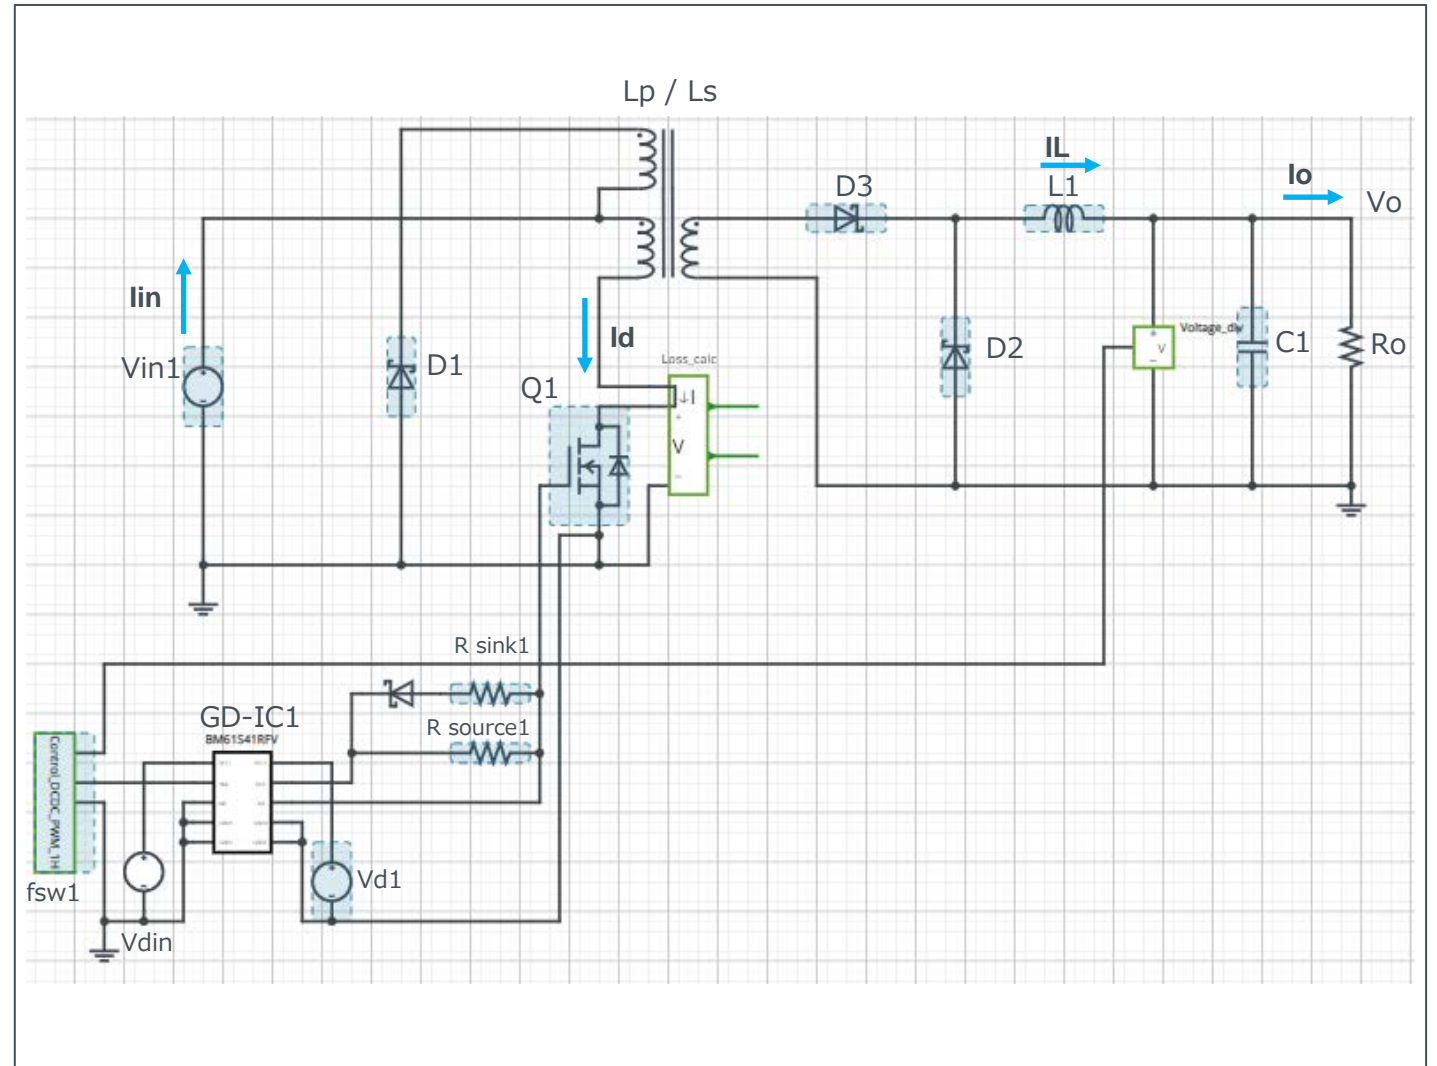 Lp / Ls
IL
Io
D3
L1
Vo
Iin
Id
Voltage_div
Vin1
D1
Loss_calc
D2
C1
Ro
Q1
↓I
+
V
-
V
R sink1
R source1
GD-IC1
BM61S41RFV
Control_DCDC_PWM_1H
fsw1
Vd1
Vdin